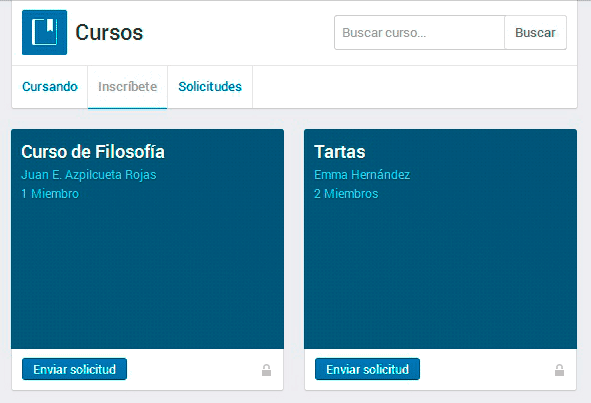 Cursos
Buscar curso...
Buscar
Cursando
Inscríbete
Solicitudes
Curso de Filosofía
Juan E. Azpilcueta Rojas
1 Miembro
Enviar solicitud
Tartas
Emma Hernández
2 Miembros
Enviar solicitud